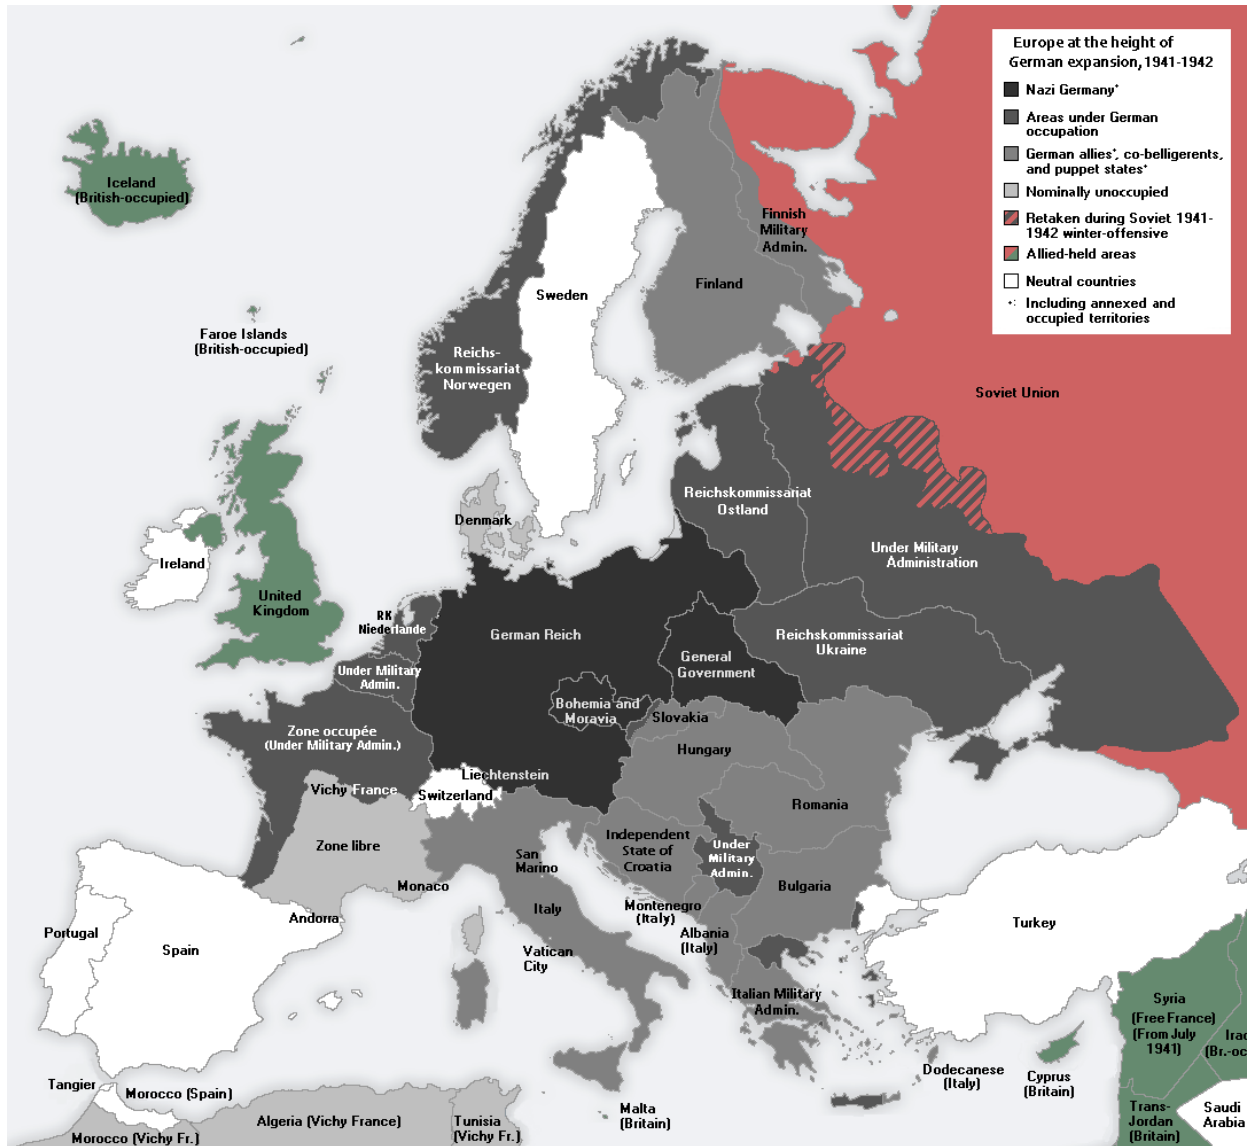 Europe at the height of
German expansion, 1941-1942
Nazi Germany⁺
Areas under German
occupation
German allies⁺, co-belligerents,
and puppet states⁺
Nominally unoccupied
Retaken during Soviet 1941-
1942 winter-offensive
Allied-held areas
Neutral countries
⁺: Including annexed and
occupied territories
Iceland
(British-occupied)
Faroe Islands
(British-occupied)
Finnish
Military
Admin.
Finland
Sweden
Reichs-
kommissariat
Norwegen
Soviet Union
Reichskommissariat
Ostland
Denmark
Under Military
Administration
Ireland
United
Kingdom
RK
Niederlande
German Reich
Reichskommissariat
Ukraine
General
Government
Under Military
Admin.
Bohemia and
Moravia
Slovakia
Zone occupée
(Under Military Admin.)
Hungary
Liechtenstein
Switzerland
Vichy France
Romania
Zone libre
Independent
State of
Croatia
Under
Military
Admin.
San
Marino
Monaco
Bulgaria
Italy
Montenegro
(Italy)
Andorra
Portugal
Spain
Turkey
Albania
(Italy)
Vatican
City
Italian Military
Admin.
Syria
(Free France)
(From July
1941)
Irac
(Br.-oc
Dodecanese
(Italy)
Cyprus
(Britain)
Tangier
Morocco (Spain)
Malta
(Britain)
Algeria (Vichy France)
Tunisia
(Vichy Fr.)
Morocco (Vichy Fr.)
Trans-
Jordan
(Britain)
Saudi
Arabia